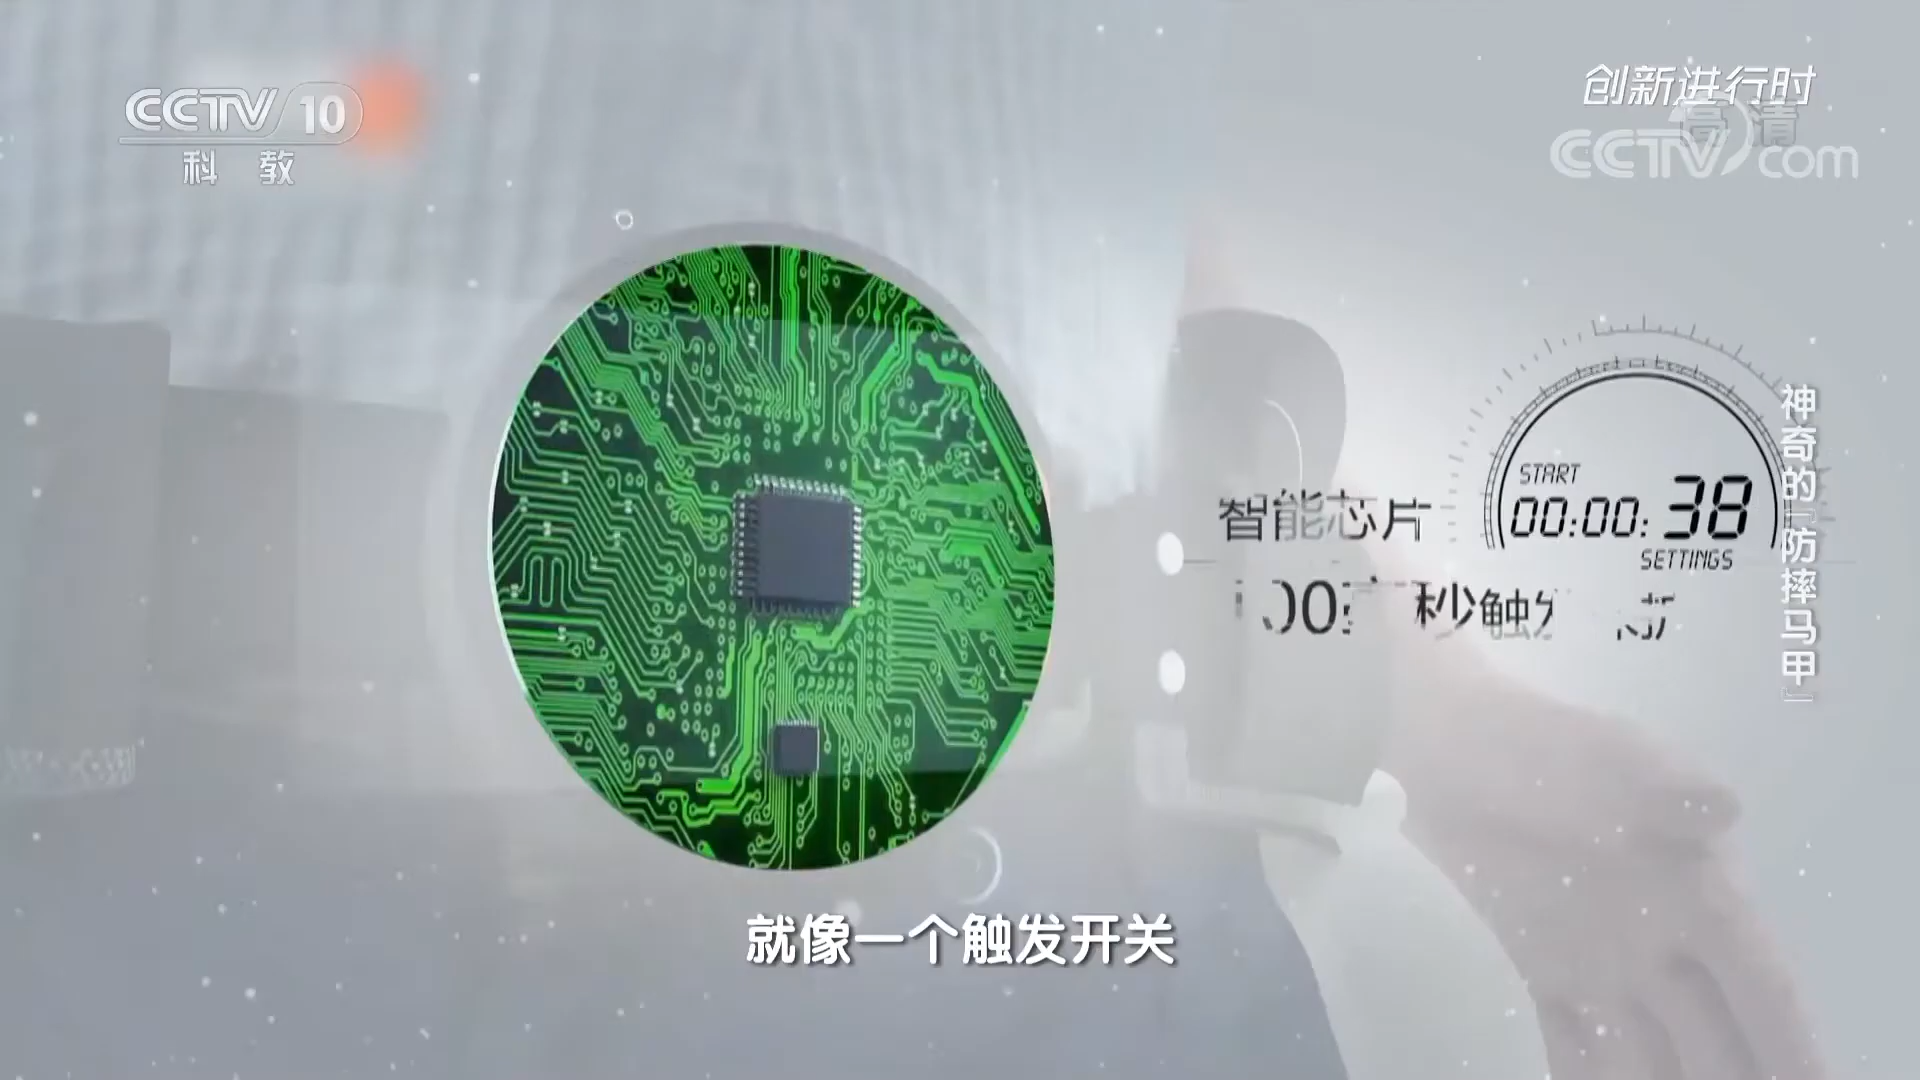 CCTV 10
科教
创新进行时
高清
CCTV.com
智能芯片
秒触发
START
00:00:38
SETTINGS
神奇的『防摔马甲』
就像一个触发开关